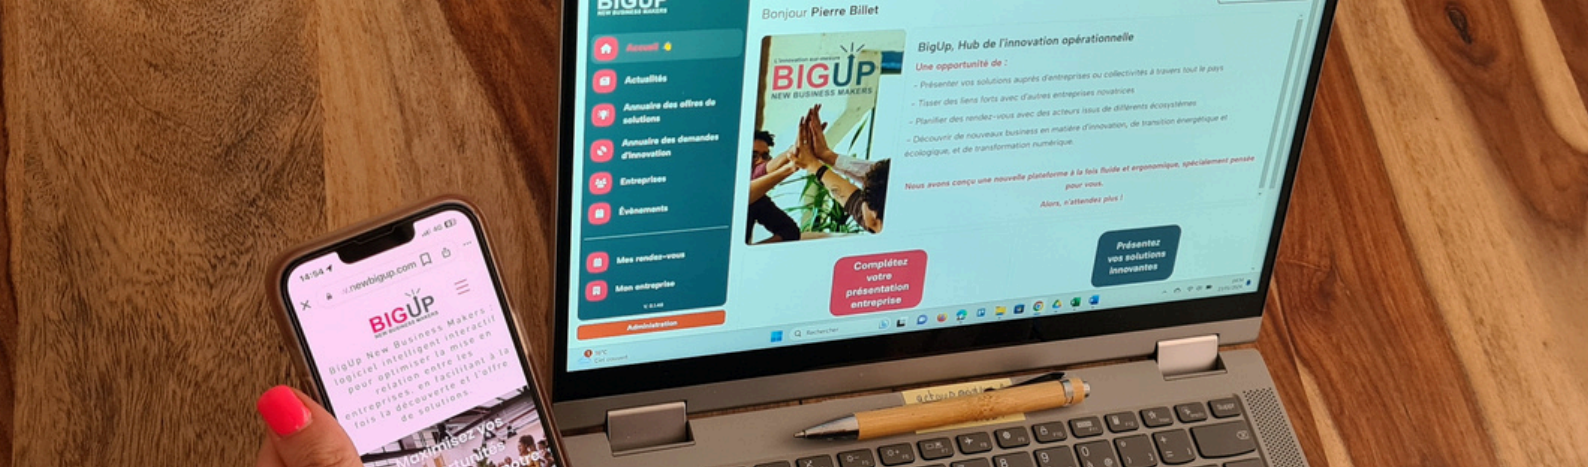 BIGUP
NEW BUSINESS MAKERS
Accueil
Actualités
Annuaire des offres de
solutions
Annuaire des demandes
d'innovation
Entreprises
Évènements
Mes rendez-vous
Mon entreprise
Administration
Bonjour Pierre Billet
L'innovation sur-mesure
BIGUP
NEW BUSINESS MAKERS
BigUp, Hub de l'innovation opérationnelle
Une opportunité de :
- Présenter vos solutions auprès d'entreprises ou collectivités à travers tout le pays
- Tisser des liens forts avec d'autres entreprises novatrices
- Planifier des rendez-vous avec des acteurs issus de différents écosystèmes
- Découvrir de nouveaux business en matière d'innovation, de transition énergétique et
écologique, et de transformation numérique.
Nous avons conçu une nouvelle plateforme à la fois fluide et ergonomique, spécialement pensée
pour vous.
Alors, n'attendez plus !
Complétez
votre
présentation
entreprise
Présentez
vos solutions
innovantes
Rechercher
14:54
4G
newbigup.com
BIGUP
NEW BUSINESS MAKERS
BigUp New Business Makers :
logiciel intelligent interactif
pour optimiser la mise en
relation entre les
entreprises, en facilitant à la
fois la découverte et l'offre
de solutions.
Maximisez vos